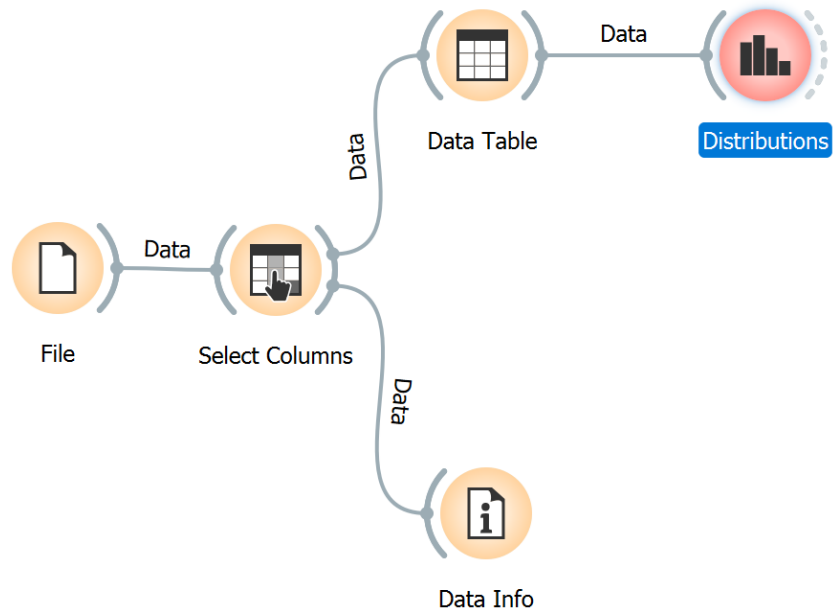 Data
Data Table
Distributions
Data
Data
File
Select Columns
Data
Data Info